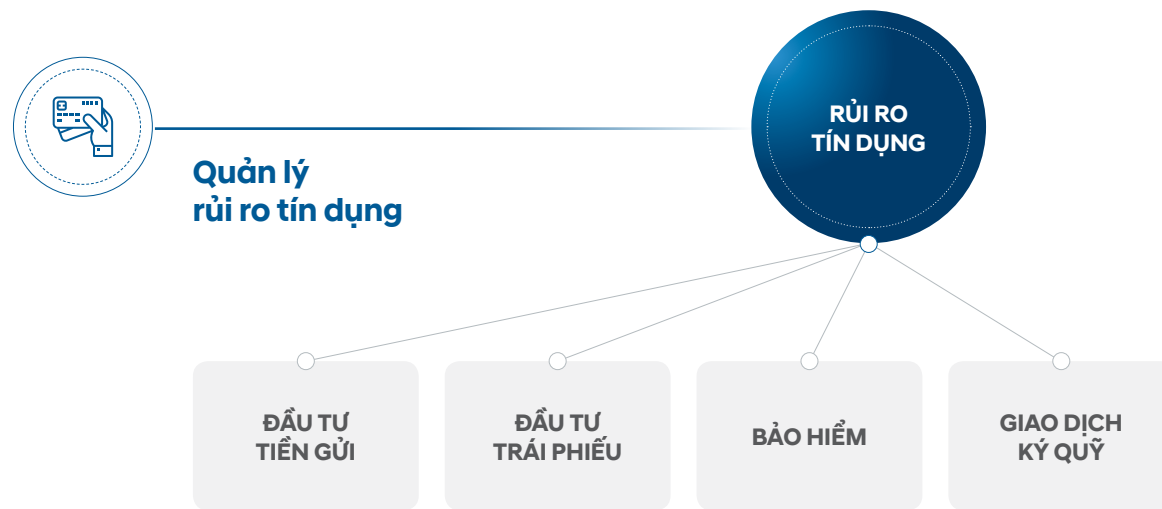 RỦI RO
TÍN DỤNG
Quản lý
rủi ro tín dụng
ĐẦU TƯ
TIỀN GỬI
ĐẦU TƯ
TRÁI PHIẾU
BẢO HIỂM
GIAO DỊCH
KÝ QUỸ